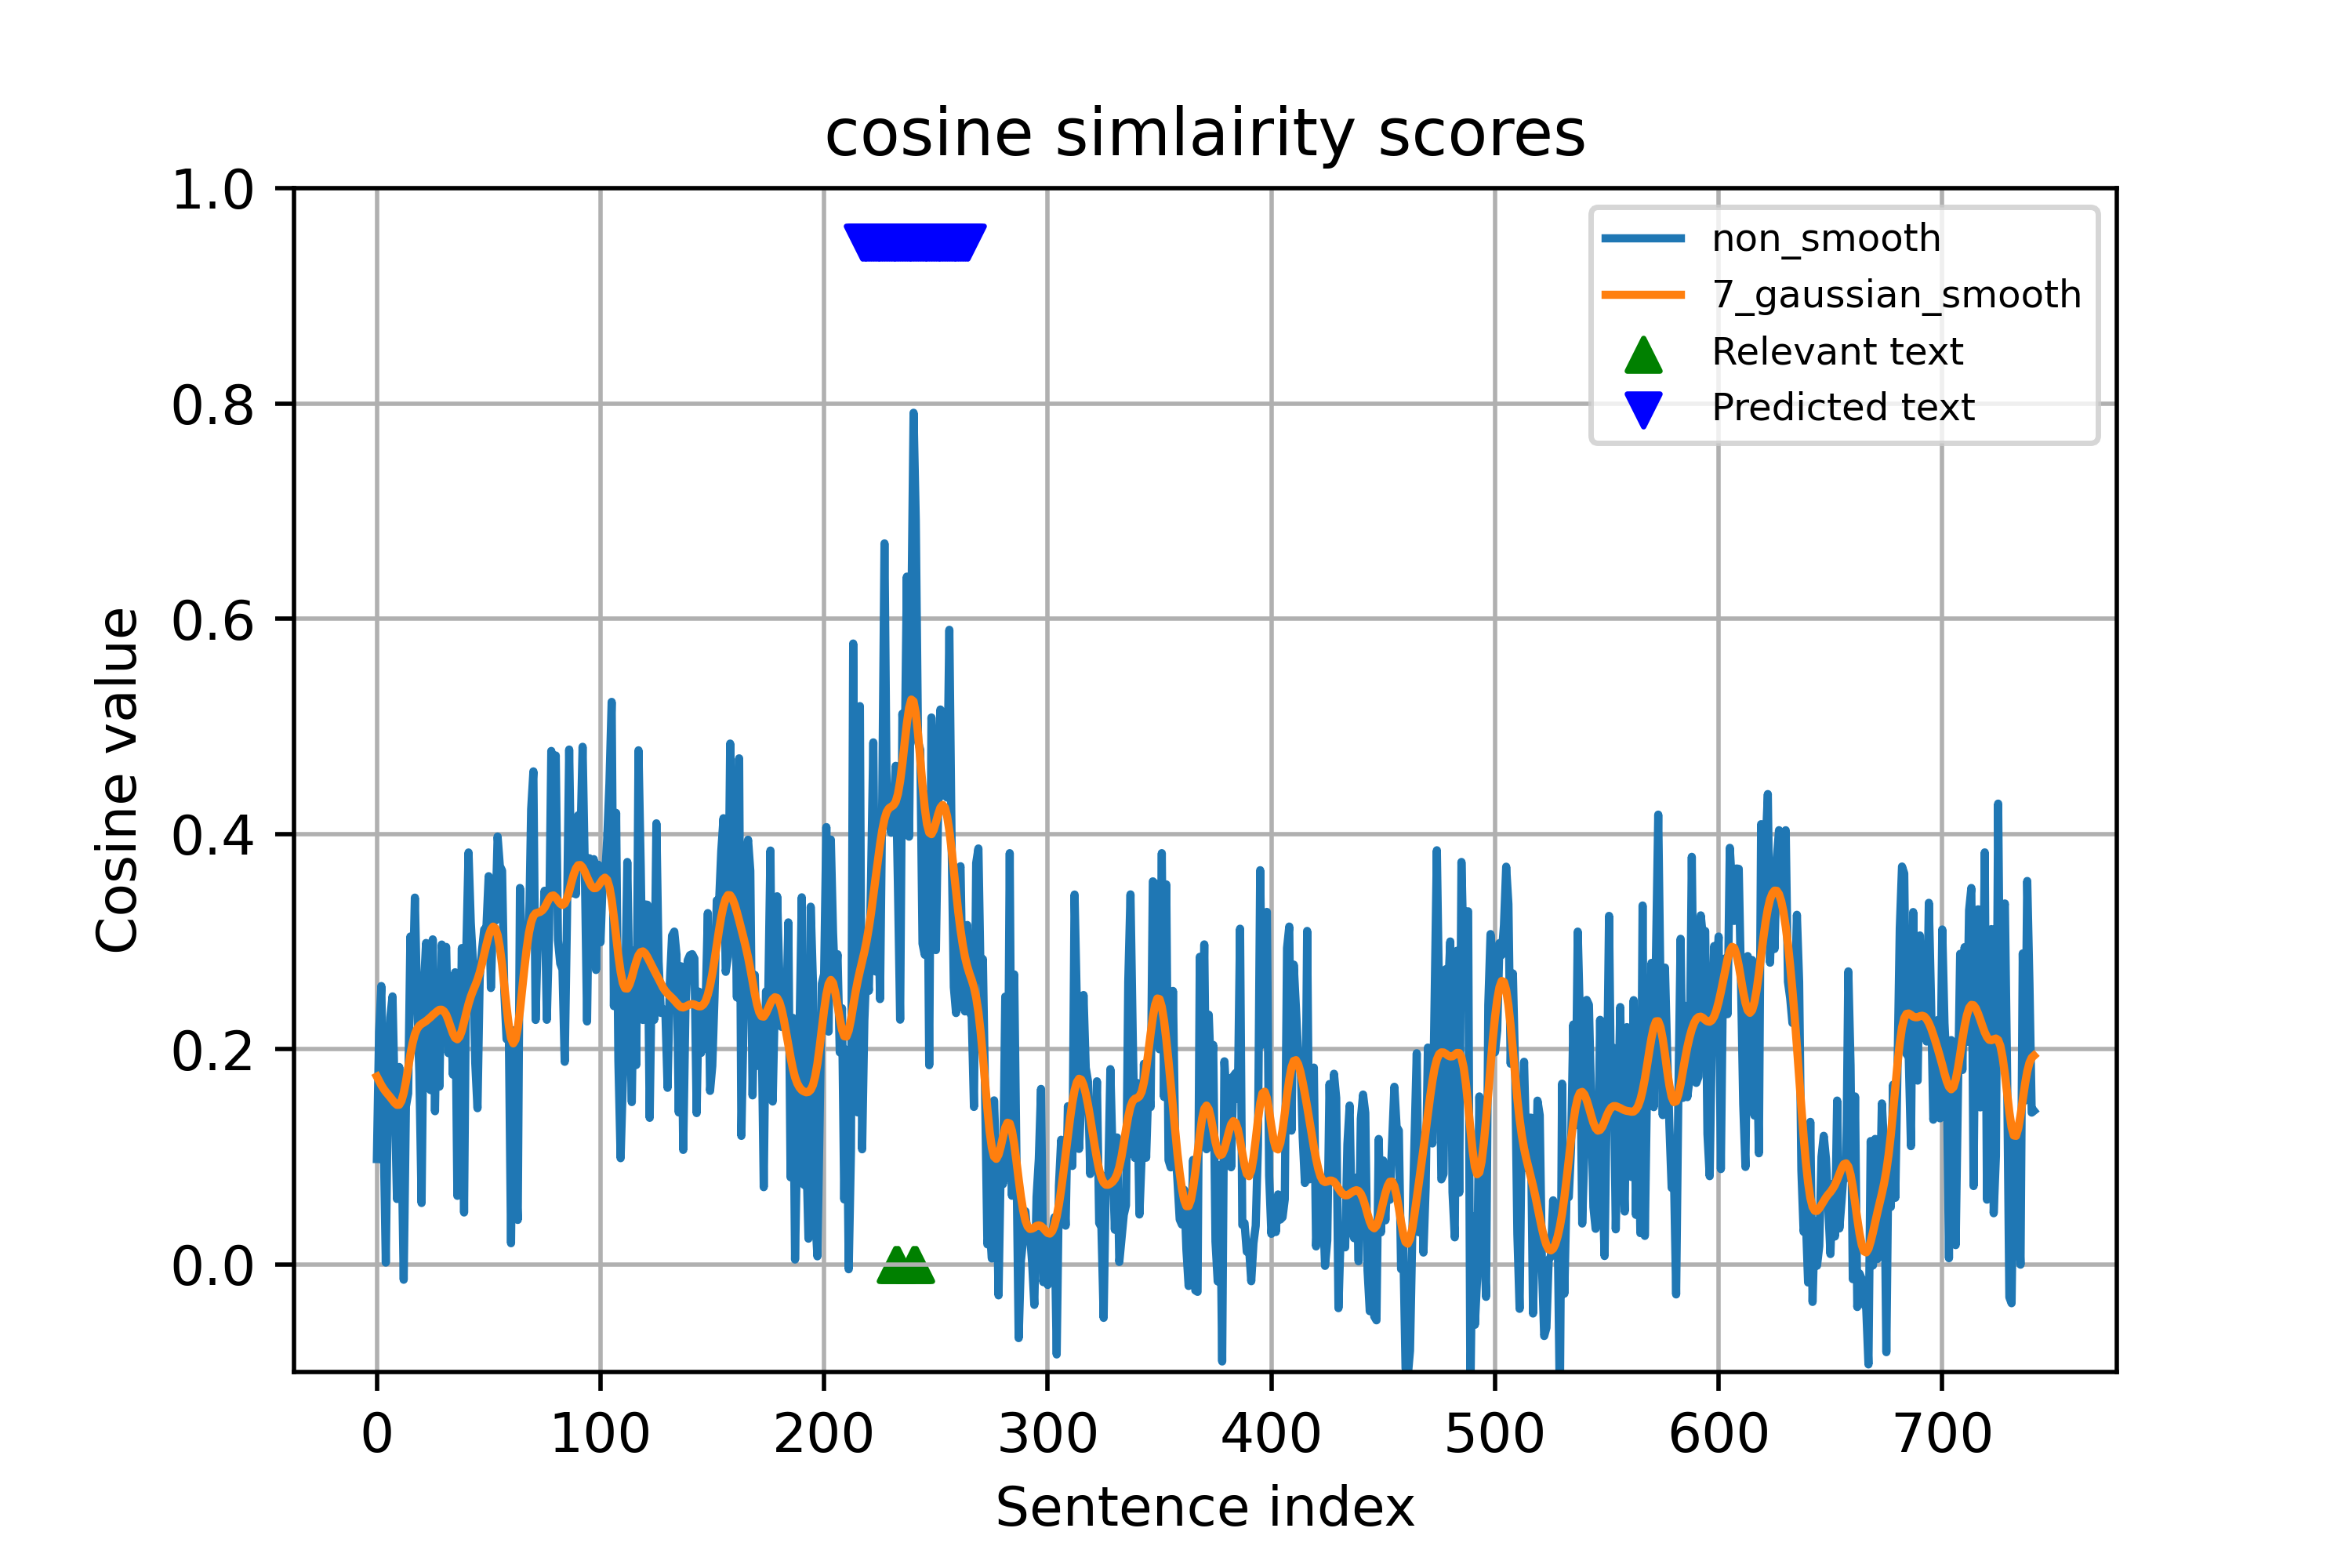 cosine simlairity scores
1.0
0.8
0.6
0.4
0.2
0.0
Cosine value
non_smooth
7_gaussian_smooth
Relevant text
Predicted text
0 100 200 300 400 500 600 700
Sentence index